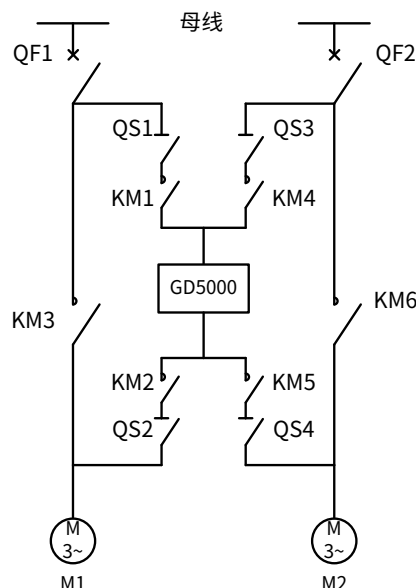 母线
QF1
QF2
QS1
QS3
KM1
KM4
GD5000
KM3
KM6
KM2
KM5
QS2
QS4
M
3~
M
3~
M1
M2